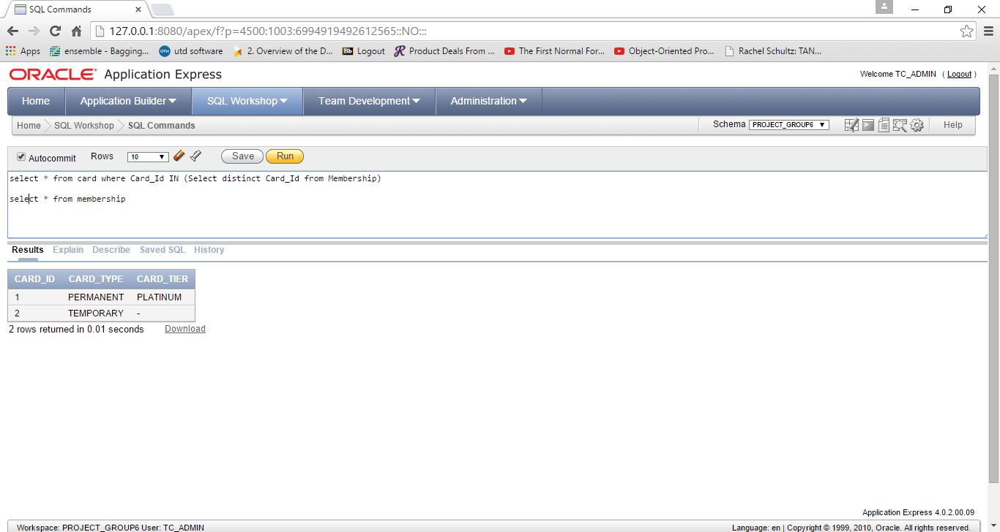 SQL Commands
127.0.0.1:8080/apex/f?p=4500:1003:6994919492612565::NO:::
Apps ensemble - Bagging... OTN utd software 2. Overview of the D... Bb Logout R Product Deals From ... The First Normal For... Object-Oriented Pro... Rachel Schultz: TAN...
ORACLE Application Express Welcome TC_ADMIN ( Logout )
Home Application Builder SQL Workshop Team Development Administration
Home SQL Workshop SQL Commands Schema PROJECT_GROUP6 Help
Autocommit Rows 10 Save Run
select * from card where Card_Id IN (Select distinct Card_Id from Membership)
select * from membership
Results Explain Describe Saved SQL History
CARD_ID CARD_TYPE CARD_TIER
1 PERMANENT PLATINUM
2 TEMPORARY -
2 rows returned in 0.01 seconds Download
Application Express 4.0.2.00.09
Workspace: PROJECT_GROUP6 User: TC_ADMIN Language: en | Copyright © 1999, 2010, Oracle. All rights reserved.